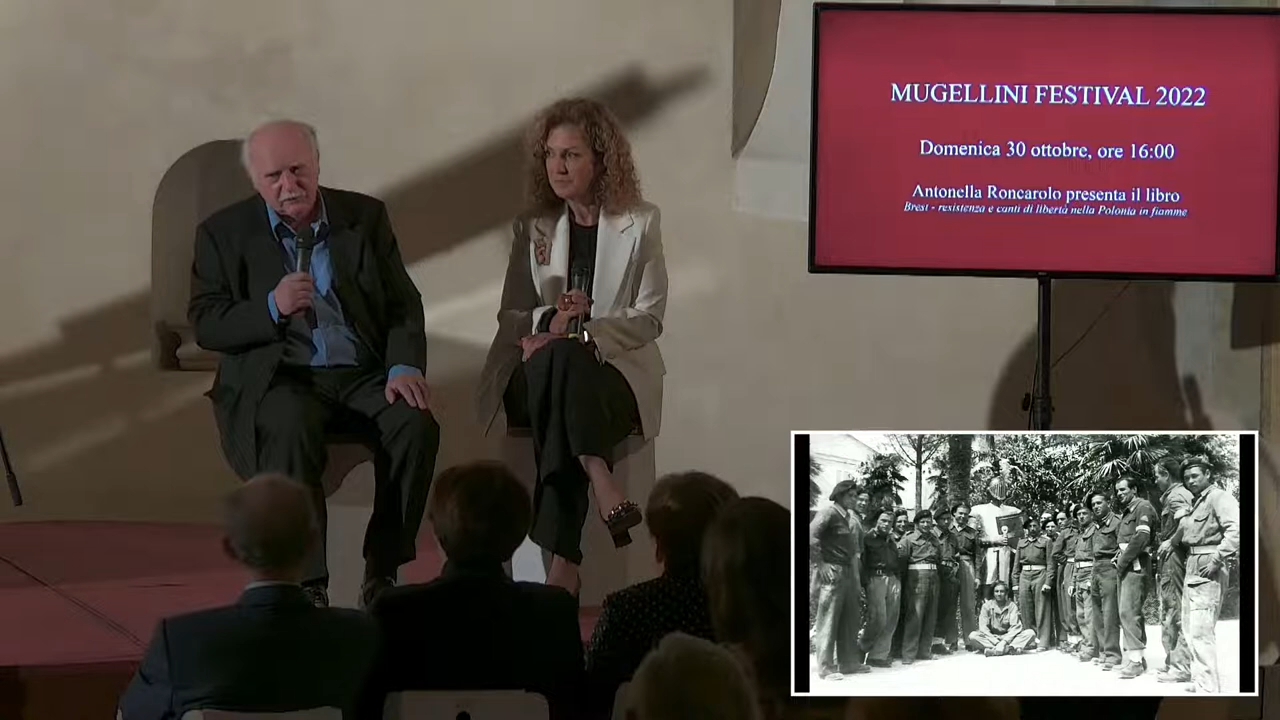 MUGELLINI FESTIVAL 2022
Domenica 30 ottobre, ore 16:00
Antonella Roncarolo presenta il libro
Brest - resistenza e canti di libertà nella Polonia in fiamme